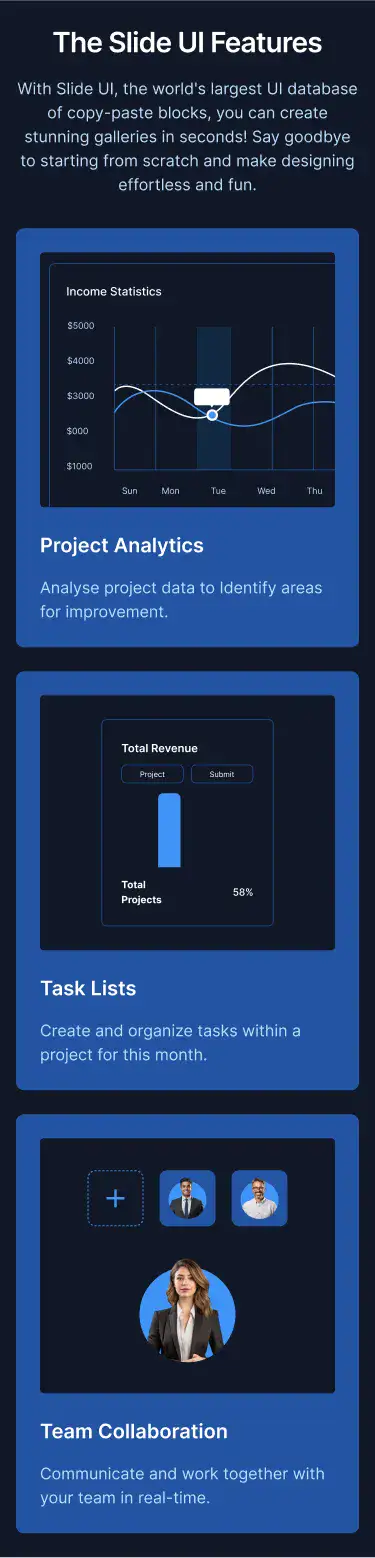 The Slide UI Features
With Slide UI, the world's largest UI database
of copy-paste blocks, you can create
stunning galleries in seconds! Say goodbye
to starting from scratch and make designing
effortless and fun.
Income Statistics
$5000
$4000
$3000
$000
$1000
Sun Mon Tue Wed Thu
Project Analytics
Analyse project data to Identify areas
for improvement.
Total Revenue
Project Submit
Total
Projects
58%
Task Lists
Create and organize tasks within a
project for this month.
Team Collaboration
Communicate and work together with
your team in real-time.